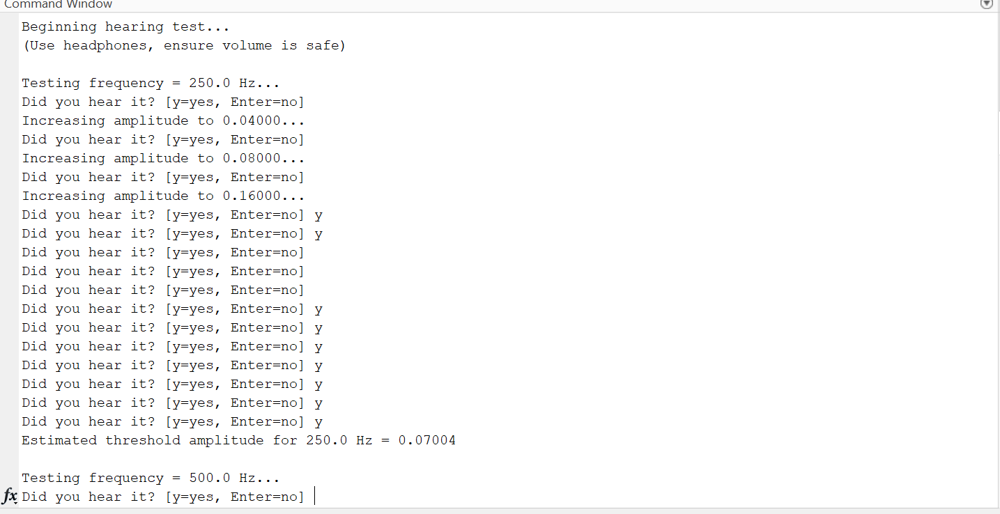 Command Window
Beginning hearing test...
(Use headphones, ensure volume is safe)
Testing frequency = 250.0 Hz...
Did you hear it? [y=yes, Enter=no]
Increasing amplitude to 0.04000...
Did you hear it? [y=yes, Enter=no]
Increasing amplitude to 0.08000...
Did you hear it? [y=yes, Enter=no]
Increasing amplitude to 0.16000...
Did you hear it? [y=yes, Enter=no] y
Did you hear it? [y=yes, Enter=no] y
Did you hear it? [y=yes, Enter=no]
Did you hear it? [y=yes, Enter=no]
Did you hear it? [y=yes, Enter=no]
Did you hear it? [y=yes, Enter=no] y
Did you hear it? [y=yes, Enter=no] y
Did you hear it? [y=yes, Enter=no] y
Did you hear it? [y=yes, Enter=no] y
Did you hear it? [y=yes, Enter=no] y
Did you hear it? [y=yes, Enter=no] y
Did you hear it? [y=yes, Enter=no] y
Estimated threshold amplitude for 250.0 Hz = 0.07004
Testing frequency = 500.0 Hz...
fx Did you hear it? [y=yes, Enter=no]